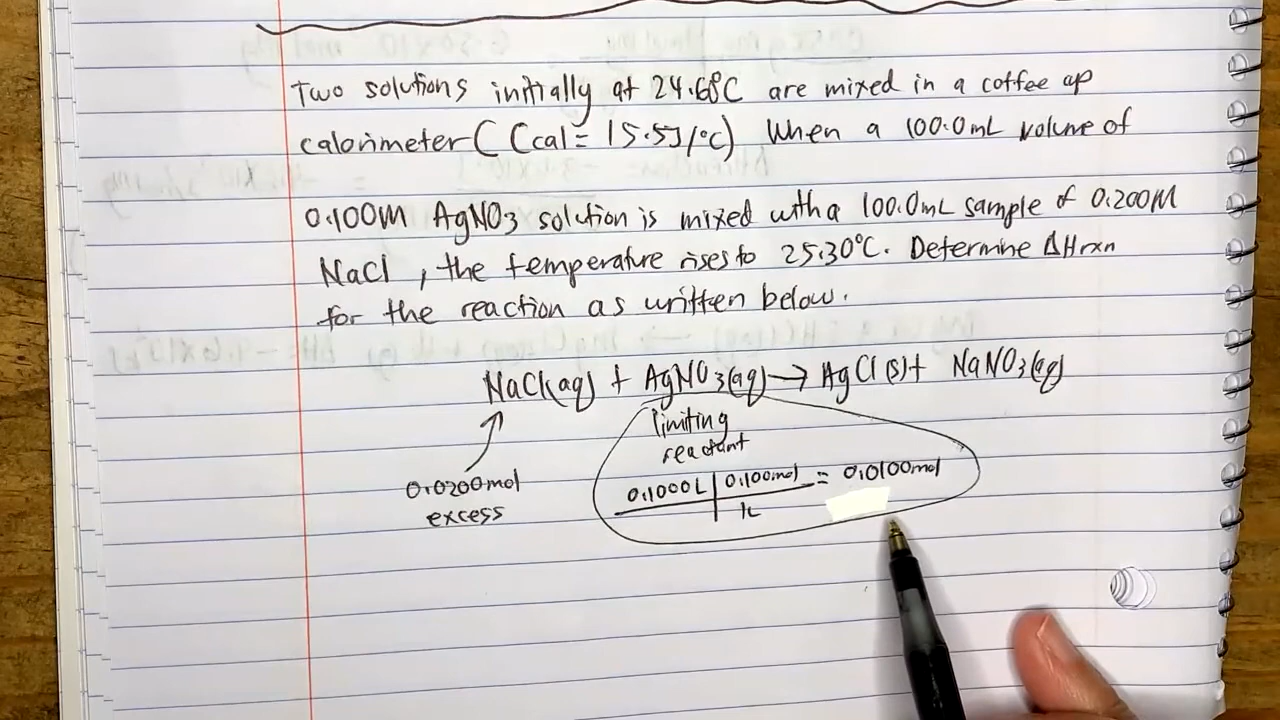 Two solutions initially at 24.68°C are mixed in a coffee cup
calorimeter (Ccal = 15.5J/°C) When a 100.0mL volume of
0.100M AgNO3 solution is mixed with a 100.0mL sample of 0.200M
NaCl, the temperature rises to 25.30°C. Determine ΔHrxn
for the reaction as written below.
NaCl(aq) + AgNO3(aq) → AgCl(s) + NaNO3(aq)
limiting
reactant
0.1000L | 0.100mol = 0.0100mol
1L
0.0200mol
excess